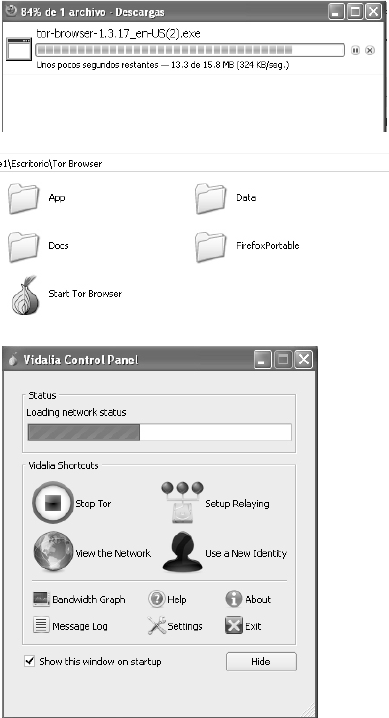 84% de 1 archivo - Descargas
tor-browser-1.3.17_en-US(2).exe
Unos pocos segundos restantes — 13.3 de 15.8 MB (324 KB/seg.)
e1\Escritorio\Tor Browser
App Data
Docs FirefoxPortable
Start Tor Browser
Vidalia Control Panel
Status
Loading network status
Vidalia Shortcuts
Stop Tor Setup Relaying
View the Network Use a New Identity
Bandwidth Graph Help About
Message Log Settings Exit
Show this window on startup Hide